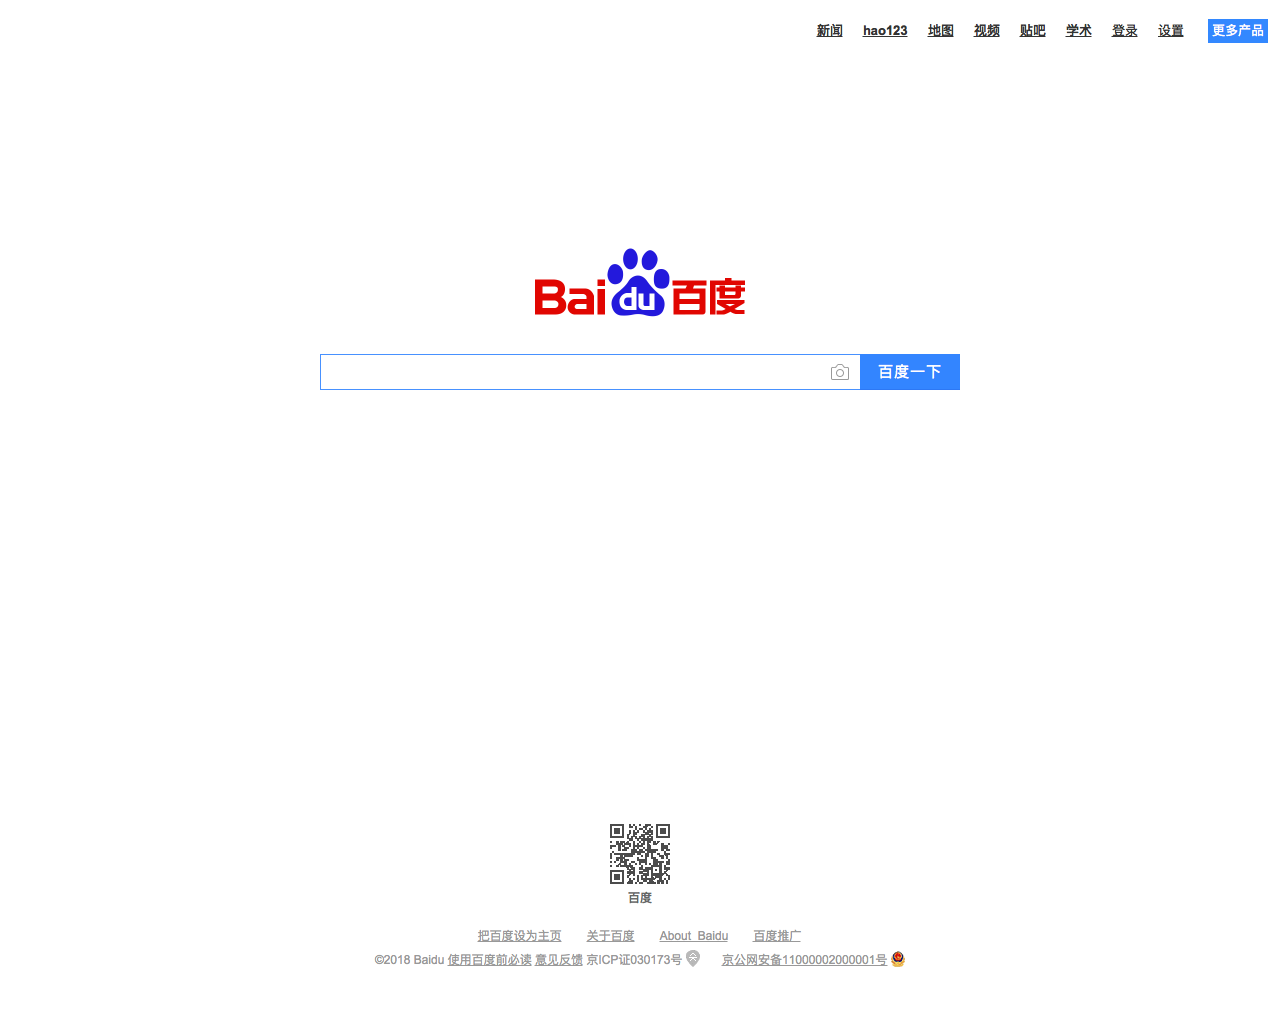 新闻 hao123 地图 视频 贴吧 学术 登录 设置 更多产品
Bai du 百度
百度一下
百度
把百度设为主页 关于百度 About Baidu 百度推广
©2018 Baidu 使用百度前必读 意见反馈 京ICP证030173号 京公网安备11000002000001号